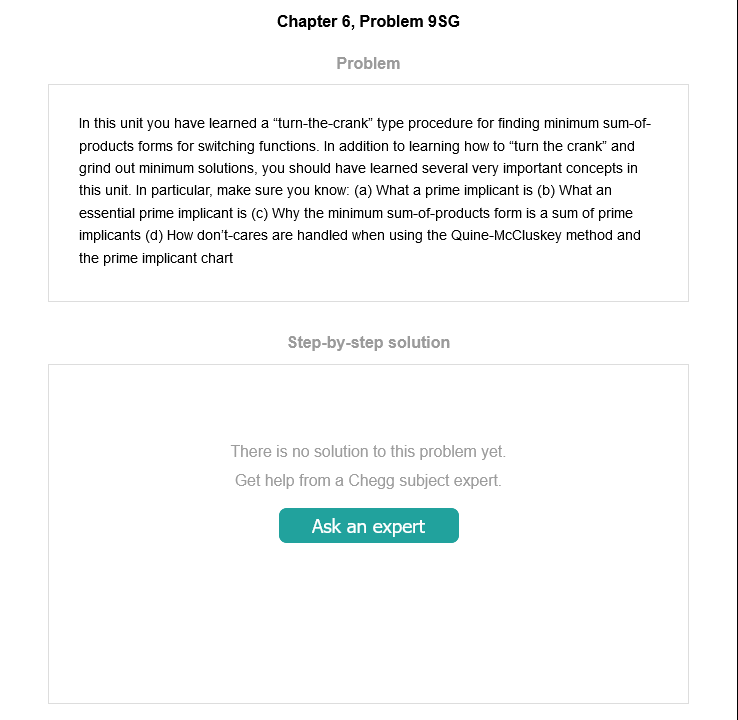 Chapter 6, Problem 9SG
Problem
In this unit you have learned a “turn-the-crank” type procedure for finding minimum sum-of-
products forms for switching functions. In addition to learning how to “turn the crank” and
grind out minimum solutions, you should have learned several very important concepts in
this unit. In particular, make sure you know: (a) What a prime implicant is (b) What an
essential prime implicant is (c) Why the minimum sum-of-products form is a sum of prime
implicants (d) How don’t-cares are handled when using the Quine-McCluskey method and
the prime implicant chart
Step-by-step solution
There is no solution to this problem yet.
Get help from a Chegg subject expert.
Ask an expert